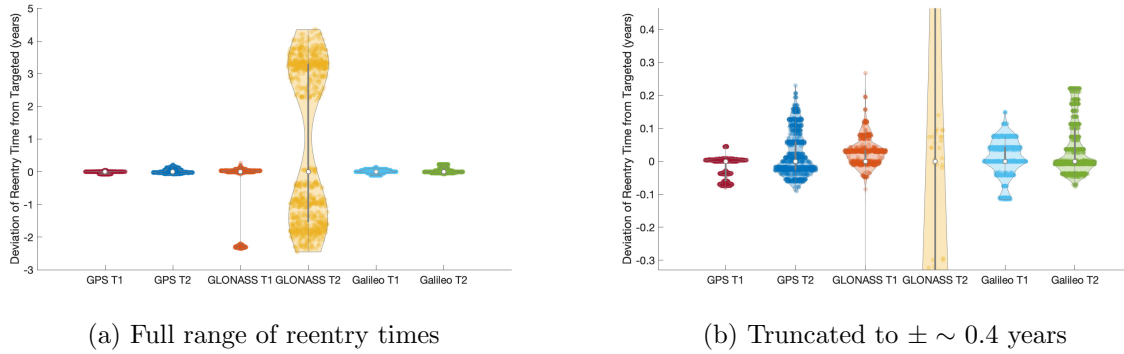 Deviation of Reentry Time from Targeted (years)
5
4
3
2
1
0
-1
-2
-3
GPS T1 GPS T2 GLONASS T1 GLONASS T2 Galileo T1 Galileo T2
(a) Full range of reentry times
Deviation of Reentry Time from Targeted (years)
0.4
0.3
0.2
0.1
0
-0.1
-0.2
-0.3
GPS T1 GPS T2 GLONASS T1 GLONASS T2 Galileo T1 Galileo T2
(b) Truncated to ± ∼ 0.4 years